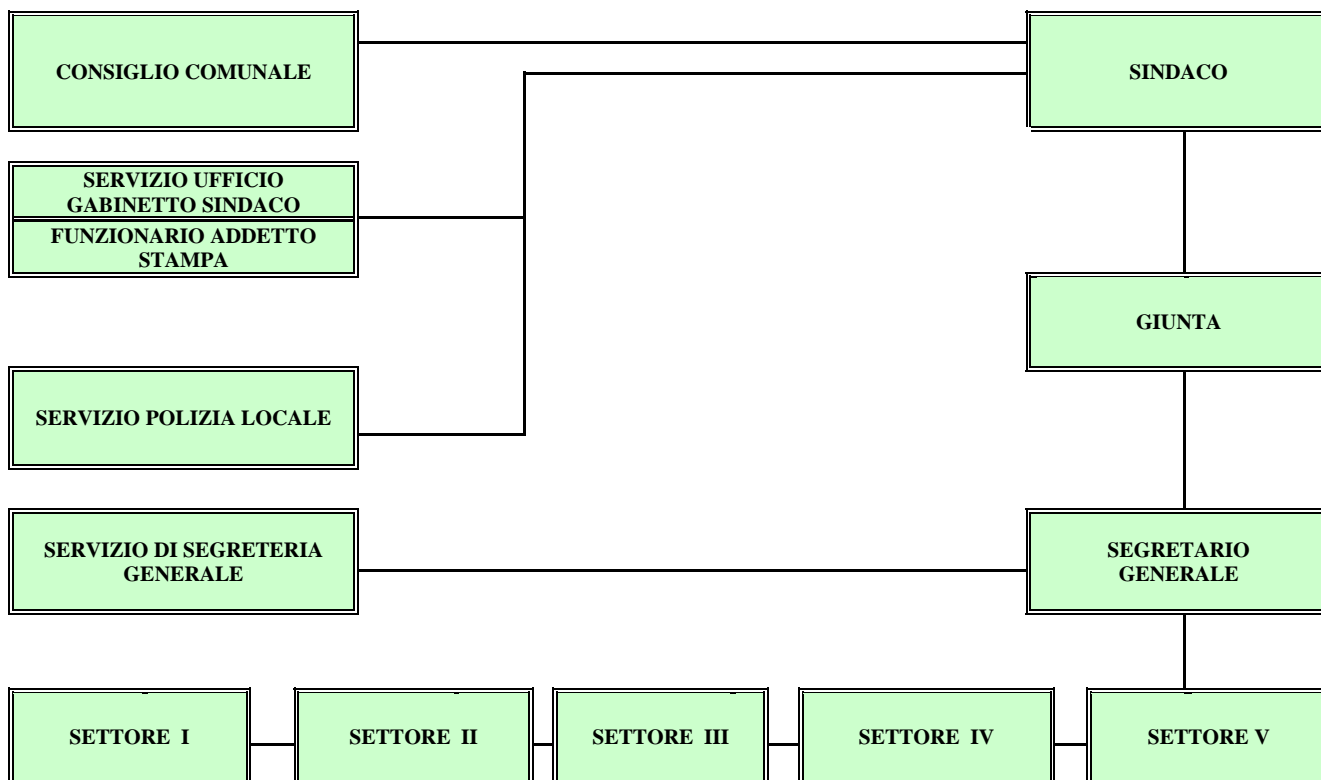 CONSIGLIO COMUNALE
SINDACO
SERVIZIO UFFICIO
GABINETTO SINDACO
FUNZIONARIO ADDETTO
STAMPA
GIUNTA
SERVIZIO POLIZIA LOCALE
SERVIZIO DI SEGRETERIA
GENERALE
SEGRETARIO
GENERALE
SETTORE I
SETTORE II
SETTORE III
SETTORE IV
SETTORE V